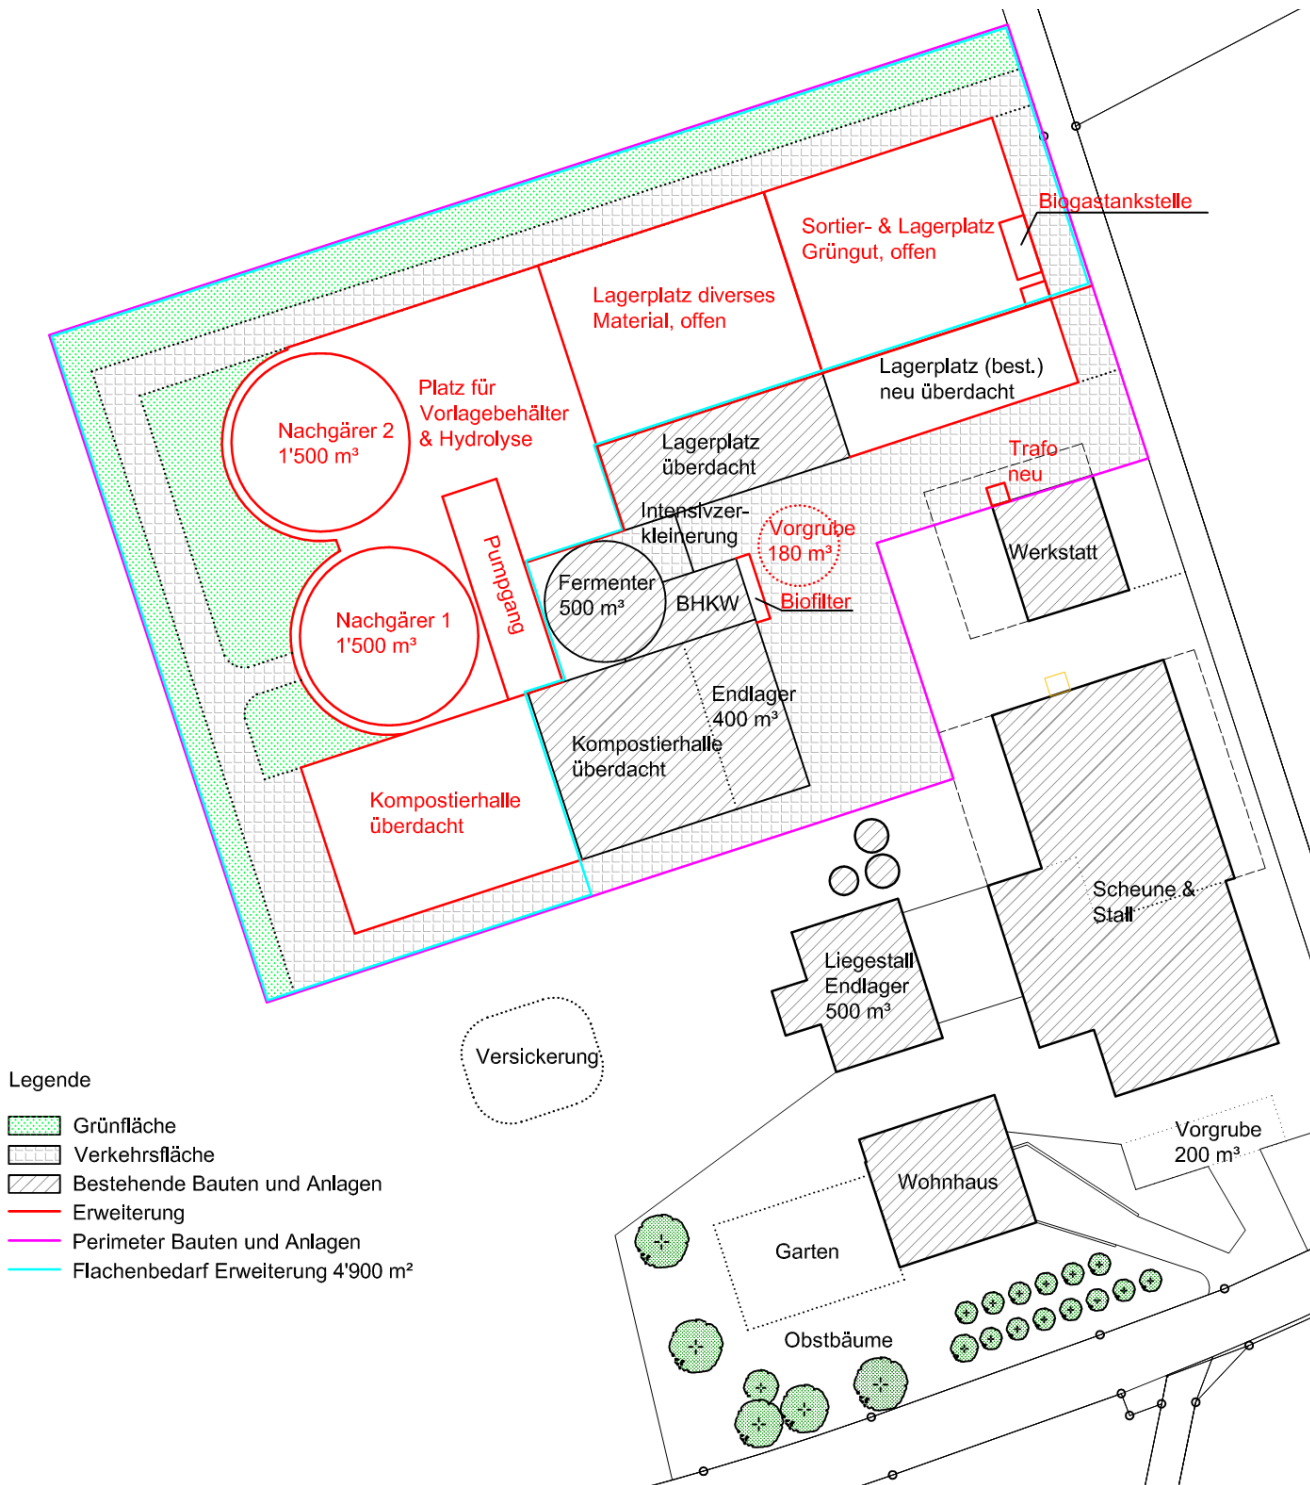 Biogastankstelle
Sortier- & Lagerplatz
Grüngut, offen
Lagerplatz diverses
Material, offen
Lagerplatz (best.)
neu überdacht
Platz für
Vorlagebehälter
& Hydrolyse
Nachgärer 2
1'500 m³
Lagerplatz
überdacht
Trafo
neu
Intensivzer-
kleinerung
Vorgrube
180 m³
Werkstatt
Pumpgang
Fermenter
500 m³
BHKW
Biofilter
Nachgärer 1
1'500 m³
Endlager
400 m³
Kompostierhalle
überdacht
Kompostierhalle
überdacht
Scheune &
Stall
Liegestall
Endlager
500 m³
Versickerung
Legende
Grünfläche
Verkehrsfläche
Bestehende Bauten und Anlagen
Erweiterung
Perimeter Bauten und Anlagen
Flachenbedarf Erweiterung 4'900 m²
Vorgrube
200 m³
Wohnhaus
Garten
Obstbäume